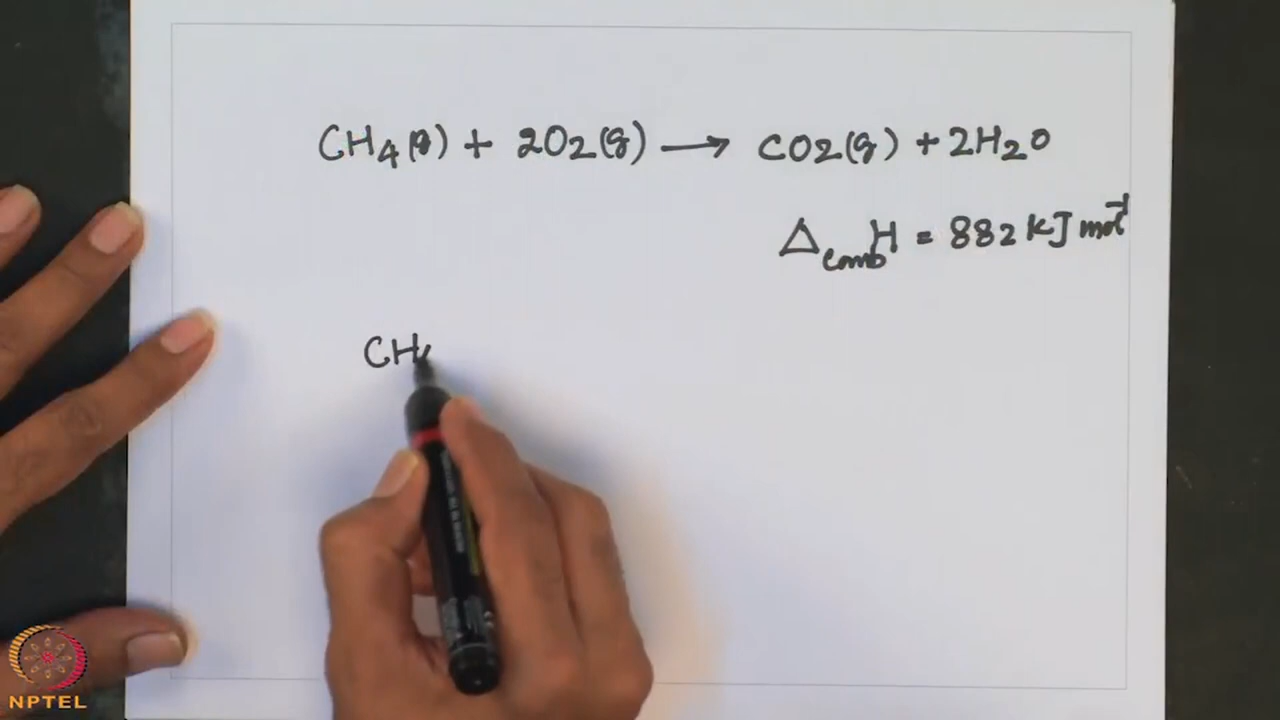 CH4(g) + 2O2(g) → CO2(g) + 2H2O
ΔcombH = 882 kJ mol⁻¹
CH
NPTEL